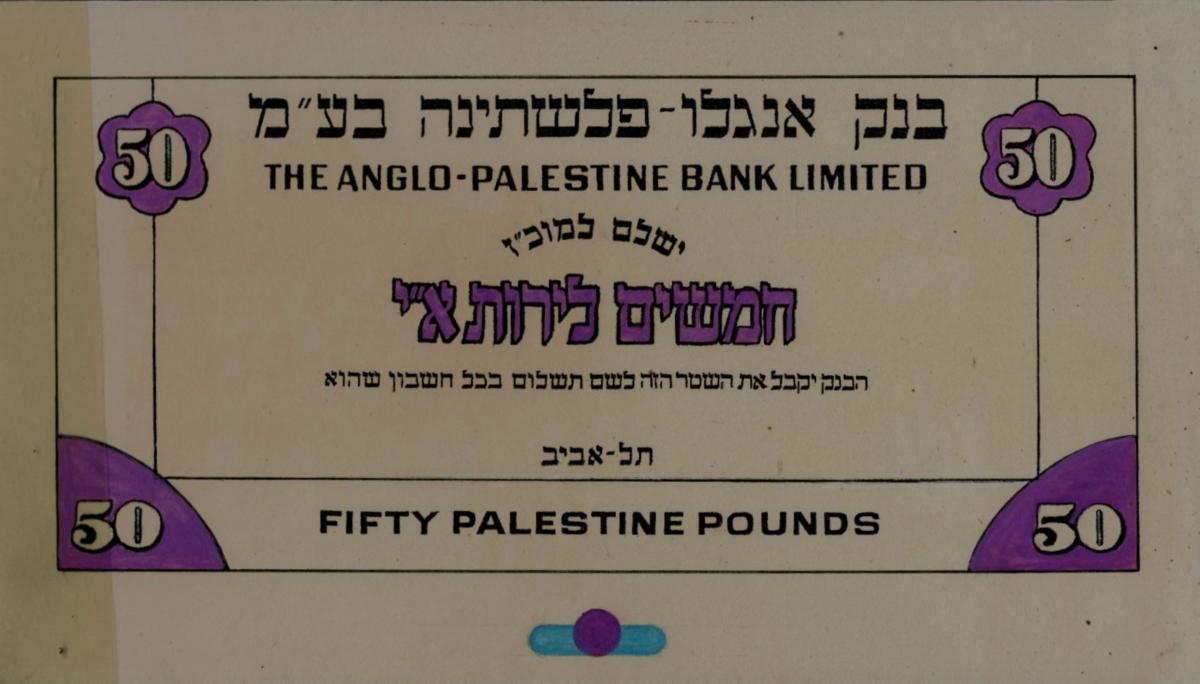 50
50
בנק אנגלו-פלשתינה בע״מ
THE ANGLO-PALESTINE BANK LIMITED
ישלם למוכ״ז
חמשים לירות א״י
הבנק יקבל את השטר הזה לשם תשלום בכל חשבון שהוא
תל-אביב
50
FIFTY PALESTINE POUNDS
50